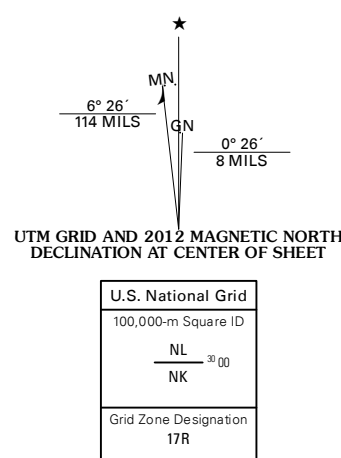 ★
M.N.
GN
6° 26´
114 MILS
0° 26´
8 MILS
UTM GRID AND 2012 MAGNETIC NORTH
DECLINATION AT CENTER OF SHEET
U.S. National Grid
100,000-m Square ID
NL
30 00
NK
Grid Zone Designation
17R